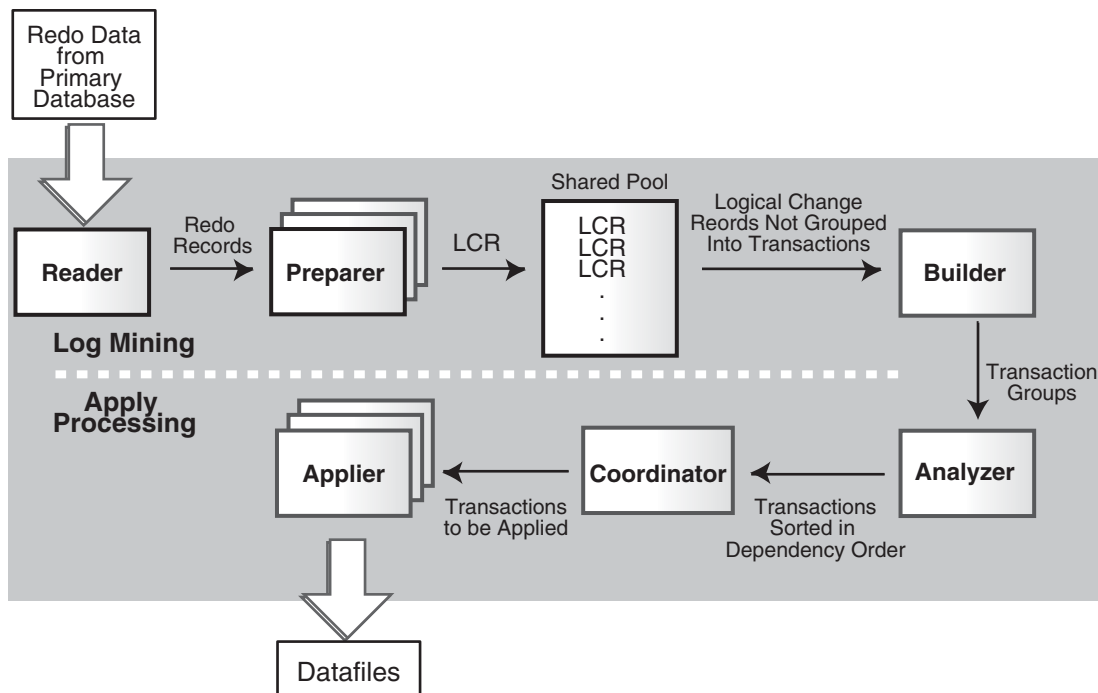 Redo Data
from
Primary
Database
Shared Pool
Redo
Records
LCR
LCR
LCR
LCR
.
.
.
Logical Change
Reords Not Grouped
Into Transactions
Reader
Preparer
Builder
Log Mining
Transaction
Groups
Apply
Processing
Applier
Coordinator
Analyzer
Transactions
to be Applied
Transactions
Sorted in
Dependency Order
Datafiles